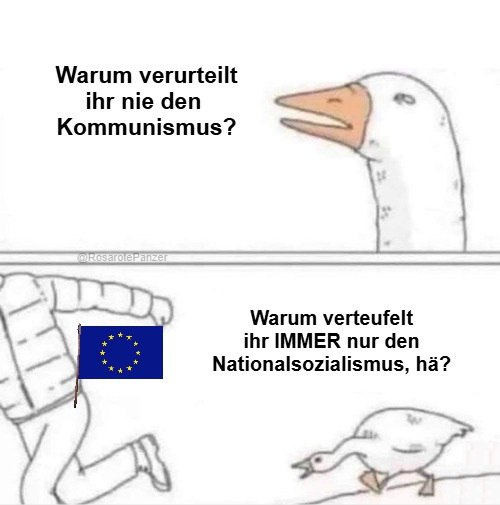 Warum verurteilt
ihr nie den
Kommunismus?
@RosarotePanzer
Warum verteufelt
ihr IMMER nur den
Nationalsozialismus, hä?